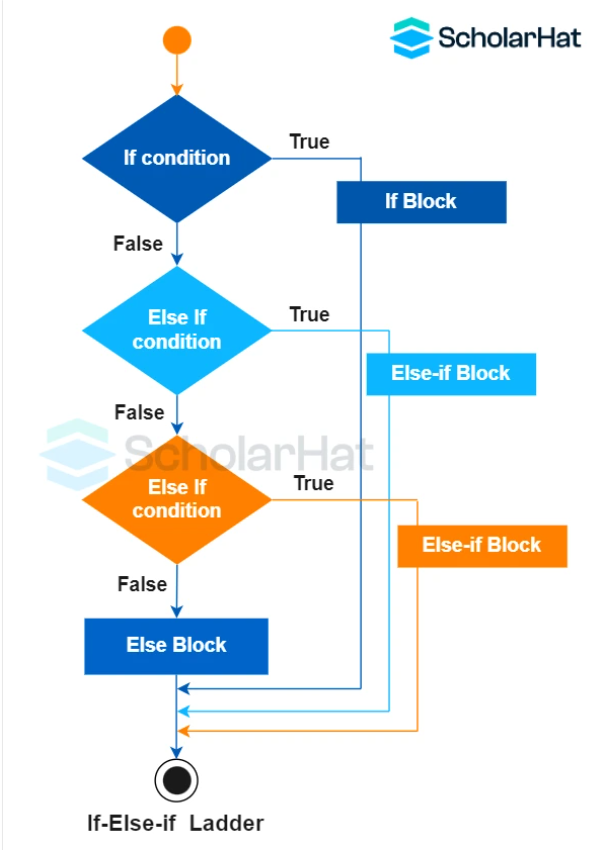 ScholarHat
If condition
True
If Block
False
Else If
condition
True
Else-if Block
False
ScholarHat
Else If
condition
True
Else-if Block
False
Else Block
If-Else-if Ladder